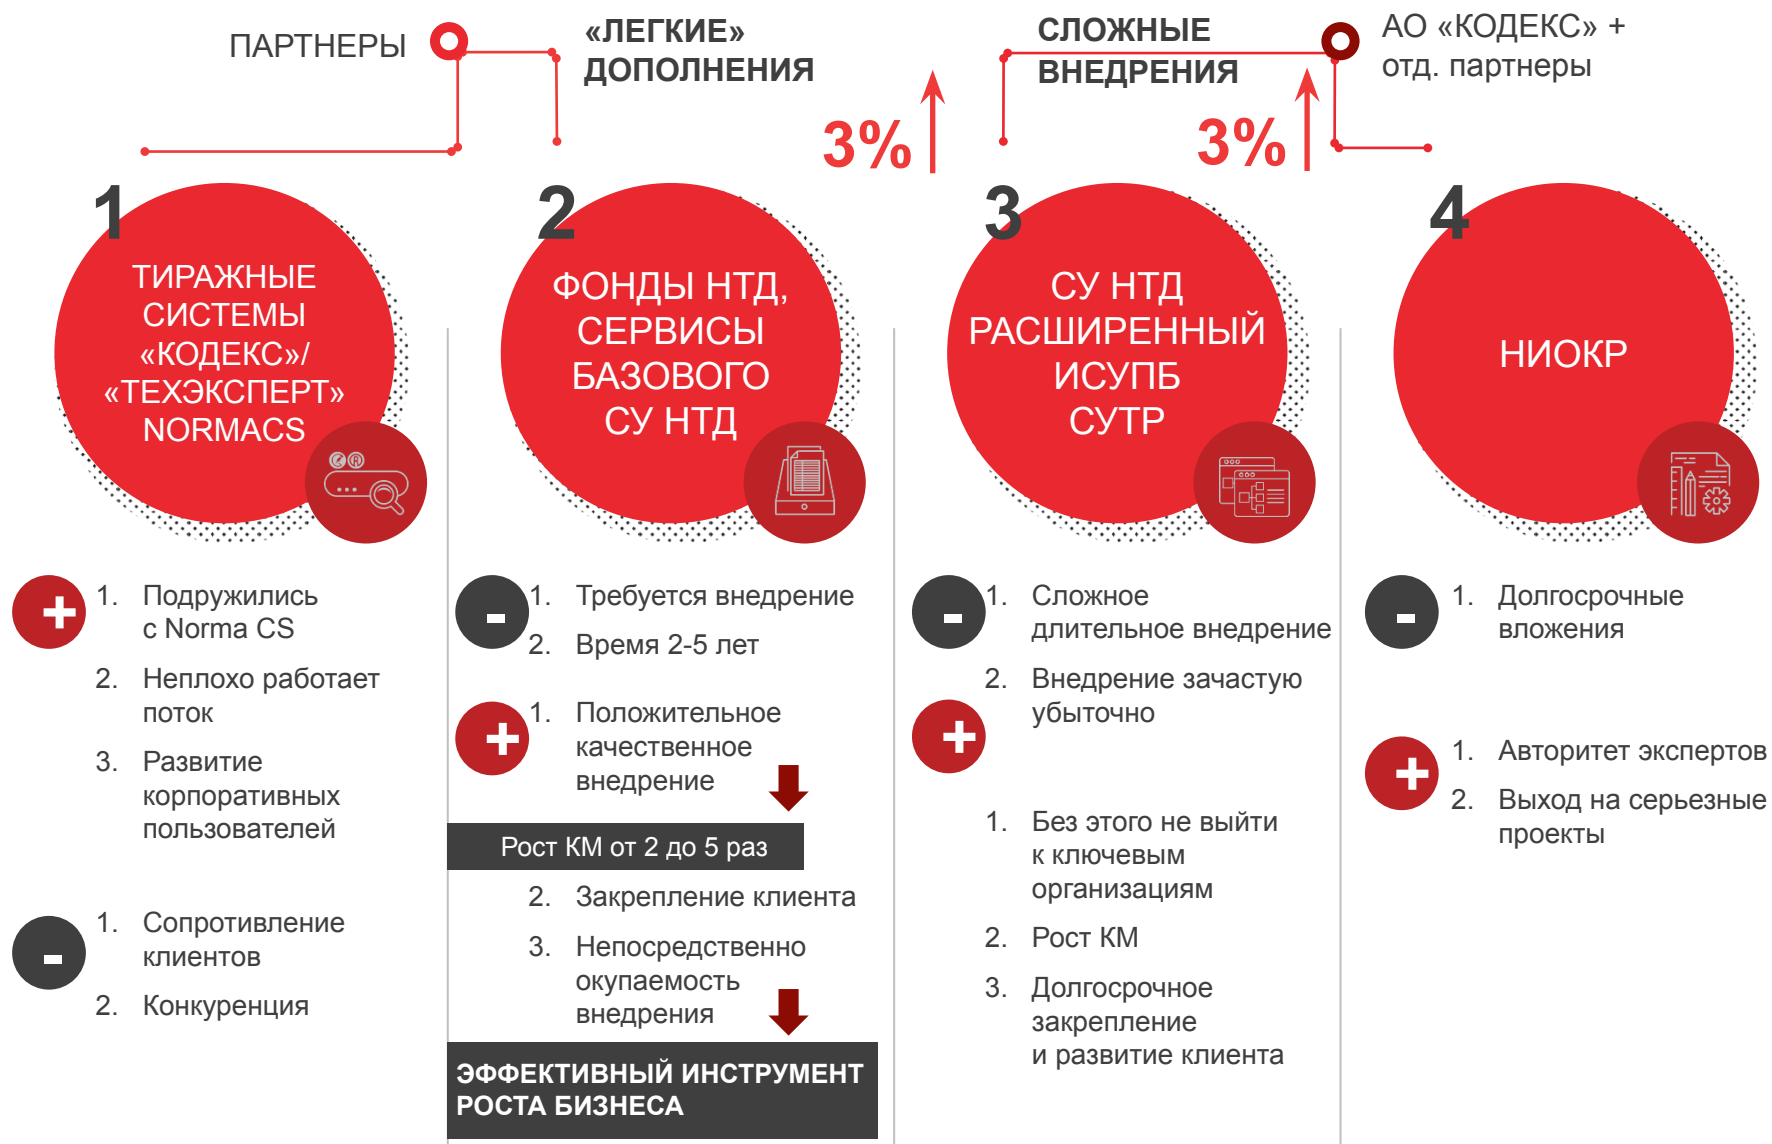 ПАРТНЕРЫ
«ЛЕГКИЕ»
ДОПОЛНЕНИЯ
СЛОЖНЫЕ
ВНЕДРЕНИЯ
АО «КОДЕКС» +
отд. партнеры
3%
3%
1
ТИРАЖНЫЕ
СИСТЕМЫ
«КОДЕКС»/
«ТЕХЭКСПЕРТ»
NORMACS
+
1. Подружились
с Norma CS
2. Неплохо работает
поток
3. Развитие
корпоративных
пользователей
-
1. Сопротивление
клиентов
2. Конкуренция
2
ФОНДЫ НТД,
СЕРВИСЫ
БАЗОВОГО
СУ НТД
-
1. Требуется внедрение
2. Время 2-5 лет
+
1. Положительное
качественное
внедрение
Рост КМ от 2 до 5 раз
2. Закрепление клиента
3. Непосредственно
окупаемость
внедрения
ЭФФЕКТИВНЫЙ ИНСТРУМЕНТ
РОСТА БИЗНЕСА
3
СУ НТД
РАСШИРЕННЫЙ
ИСУПБ
СУТР
-
1. Сложное
длительное внедрение
2. Внедрение зачастую
убыточно
+
1. Без этого не выйти
к ключевым
организациям
2. Рост КМ
3. Долгосрочное
закрепление
и развитие клиента
4
НИОКР
-
1. Долгосрочные
вложения
+
1. Авторитет экспертов
2. Выход на серьезные
проекты